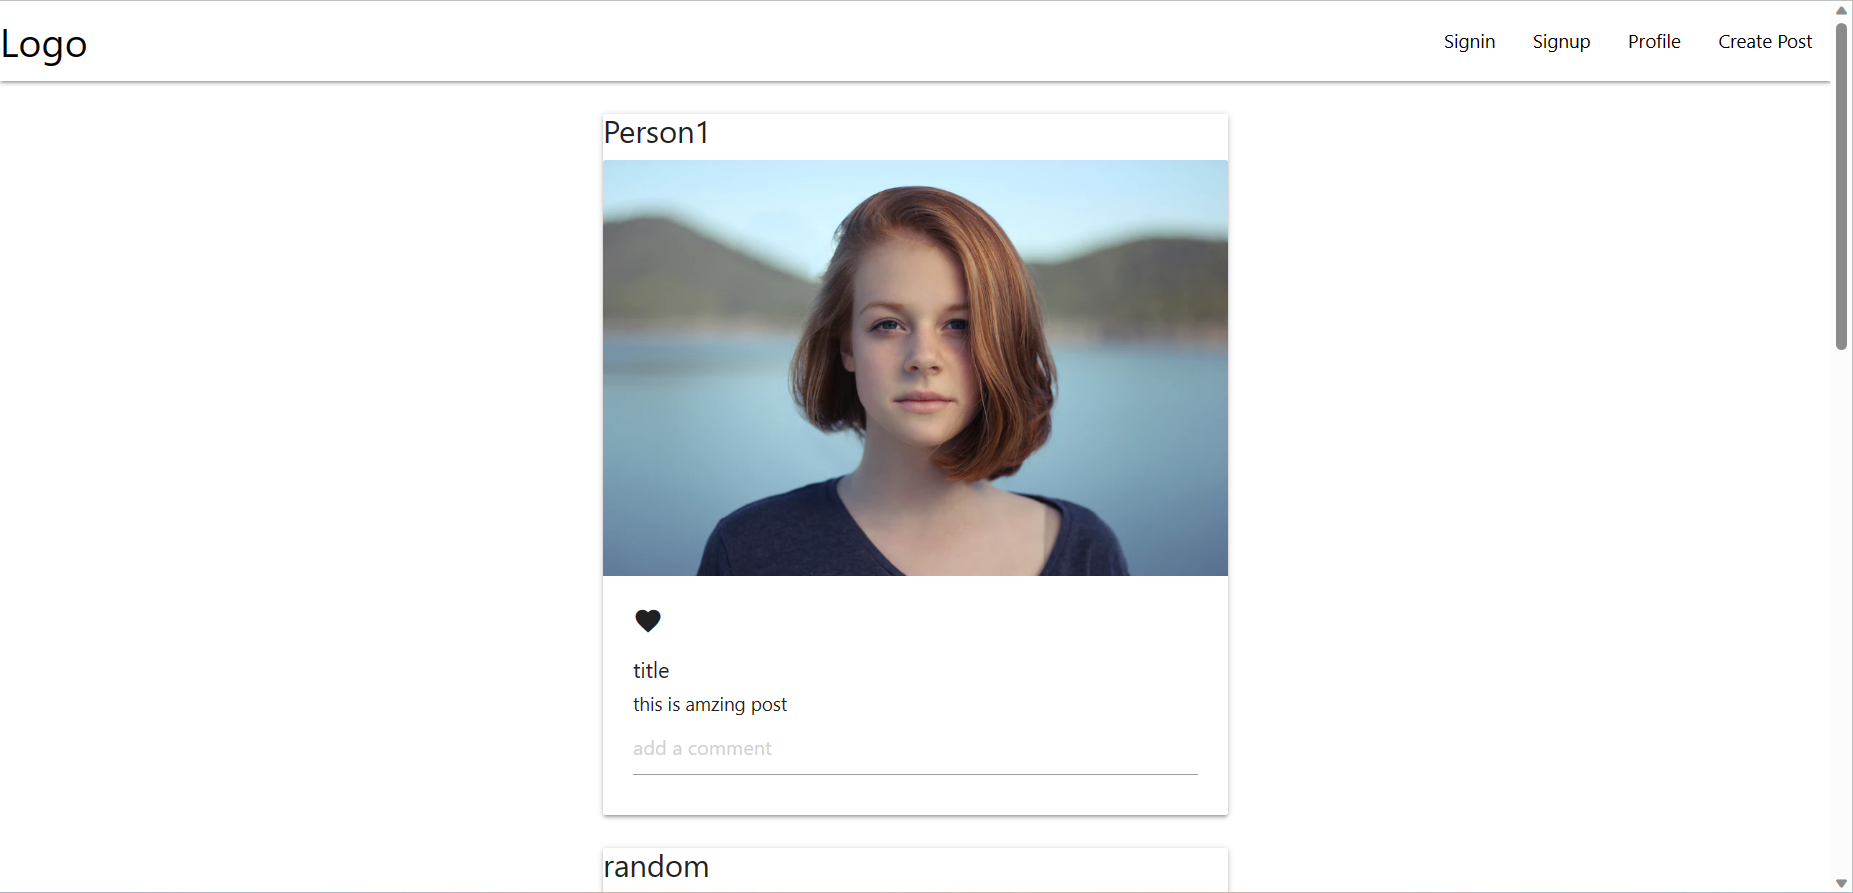 Logo
Signin Signup Profile Create Post
Person1
title
this is amzing post
add a comment
random